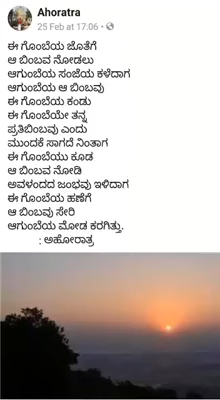 Ahoratra
25 Feb at 17:06 ·
ಈ ಗೊಂಬೆಯ ಜೊತೆಗೆ
ಆ ಬಿಂಬವ ನೋಡಲು
ಆಗುಂಬೆಯ ಸಂಜೆಯ ಕಳೆದಾಗ
ಆಗುಂಬೆಯ ಆ ಬಿಂಬವು
ಈ ಗೊಂಬೆಯ ಕಂಡು
ಈ ಗೊಂಬೆಯೇ ತನ್ನ
ಪ್ರತಿಬಿಂಬವು ಎಂದು
ಮುಂದಕೆ ಸಾಗದೆ ನಿಂತಾಗ
ಈ ಗೊಂಬೆಯು ಕೂಡ
ಆ ಬಿಂಬವ ನೋಡಿ
ಅವಳಂದದ ಜಂಭವು ಇಳಿದಾಗ
ಈ ಗೊಂಬೆಯ ಹಣೆಗೆ
ಆ ಬಿಂಬವು ಸೇರಿ
ಆಗುಂಬೆಯ ಮೋಡ ಕರಗಿತ್ತು.
: ಅಹೋರಾತ್ರ